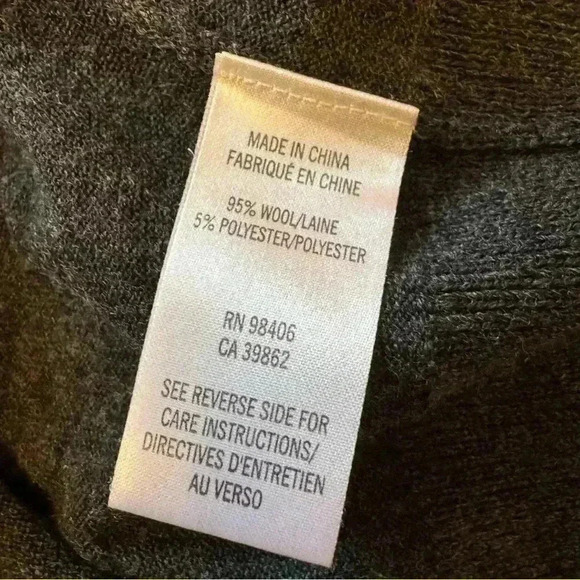 MADE IN CHINA
FABRIQUÉ EN CHINE
95% WOOL/LAINE
5% POLYESTER/POLYESTER
RN 98406
CA 39862
SEE REVERSE SIDE FOR
CARE INSTRUCTIONS/
DIRECTIVES D'ENTRETIEN
AU VERSO